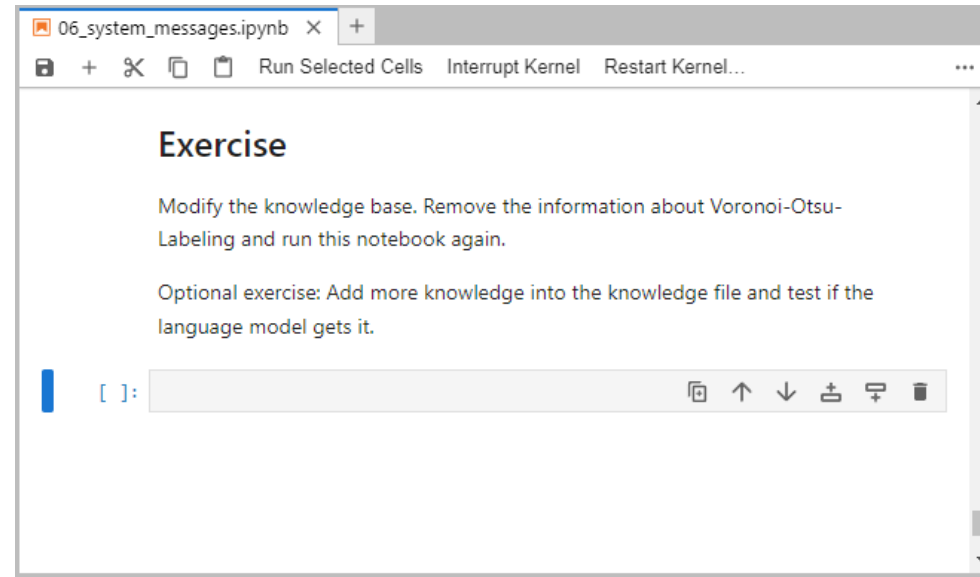 06_system_messages.ipynb
Run Selected Cells Interrupt Kernel Restart Kernel…
Exercise
Modify the knowledge base. Remove the information about Voronoi-Otsu-
Labeling and run this notebook again.
Optional exercise: Add more knowledge into the knowledge file and test if the
language model gets it.
[ ]: